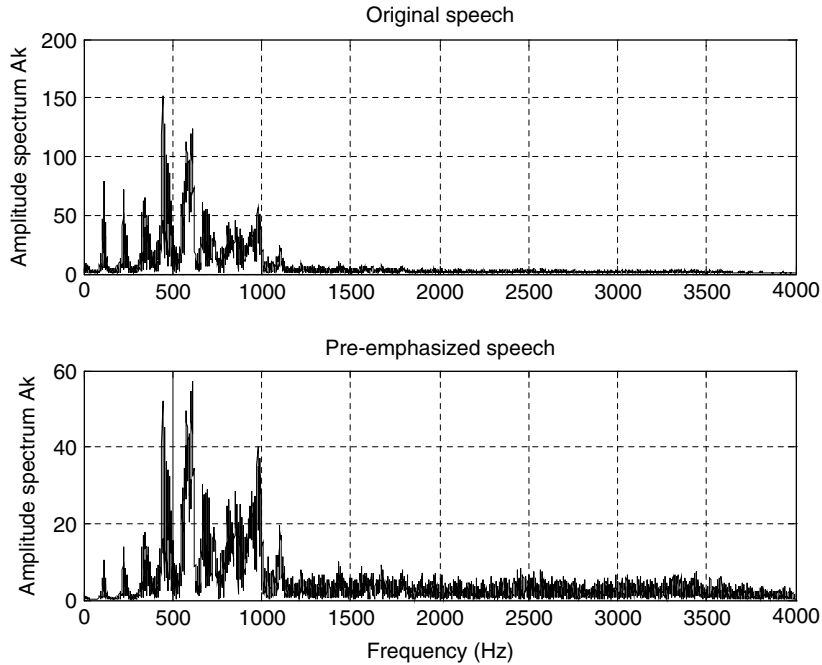 Original speech
Amplitude spectrum Ak
200
150
100
50
0
0 500 1000 1500 2000 2500 3000 3500 4000
Pre-emphasized speech
Amplitude spectrum Ak
60
40
20
0
0 500 1000 1500 2000 2500 3000 3500 4000
Frequency (Hz)